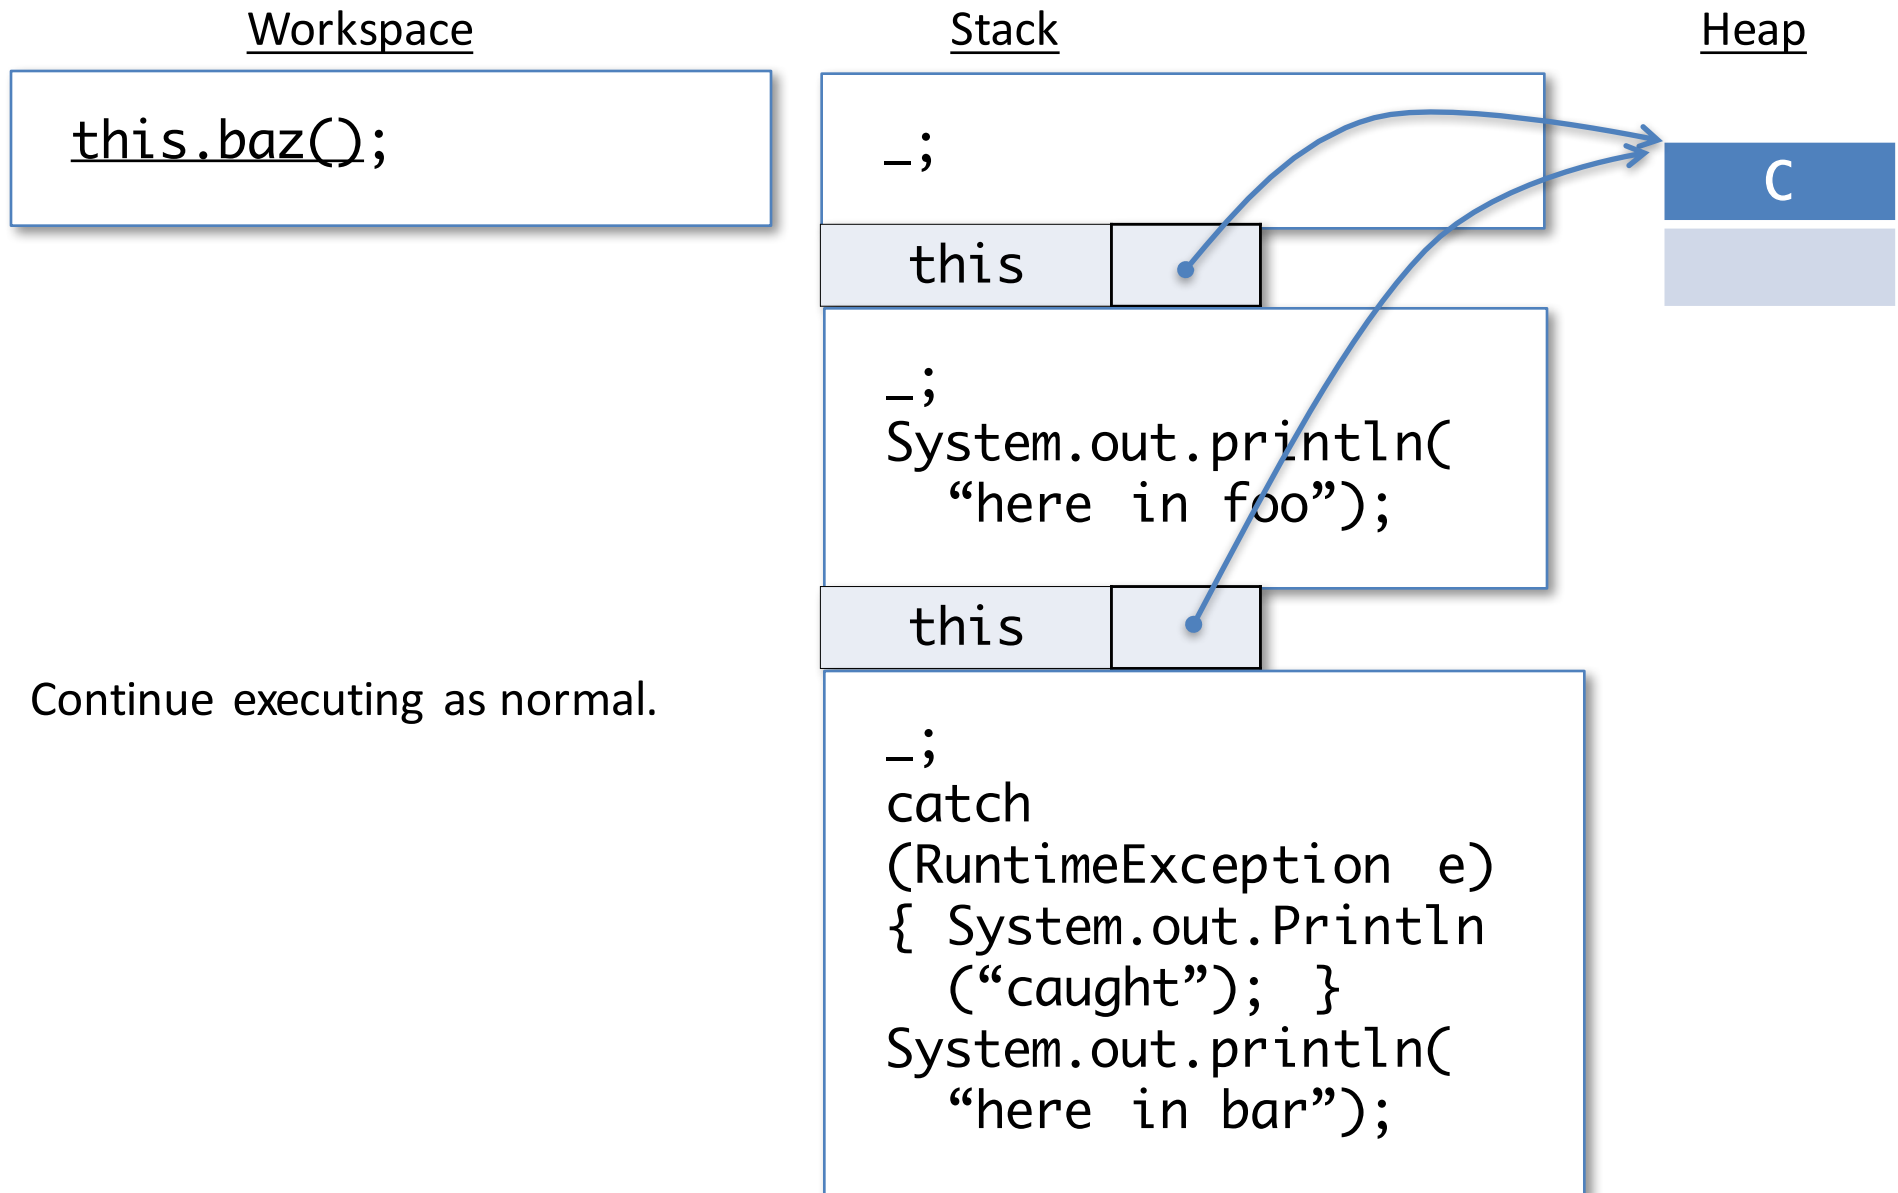 Workspace
Stack
Heap
this.baz();
_;
C
this
_;
System.out.println(
“here in foo”);
this
Continue executing as normal.
_;
catch
(RuntimeException e)
{ System.out.Println
(“caught”); }
System.out.println(
“here in bar”);